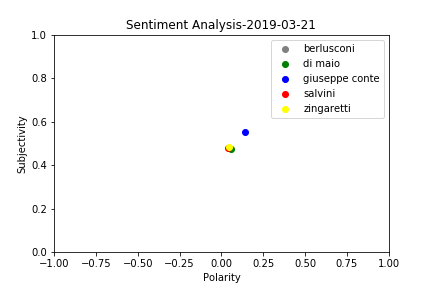 Sentiment Analysis-2019-03-21
berlusconi
di maio
giuseppe conte
salvini
zingaretti
Subjectivity
1.0
0.8
0.6
0.4
0.2
0.0
−1.00 −0.75 −0.50 −0.25 0.00 0.25 0.50 0.75 1.00
Polarity